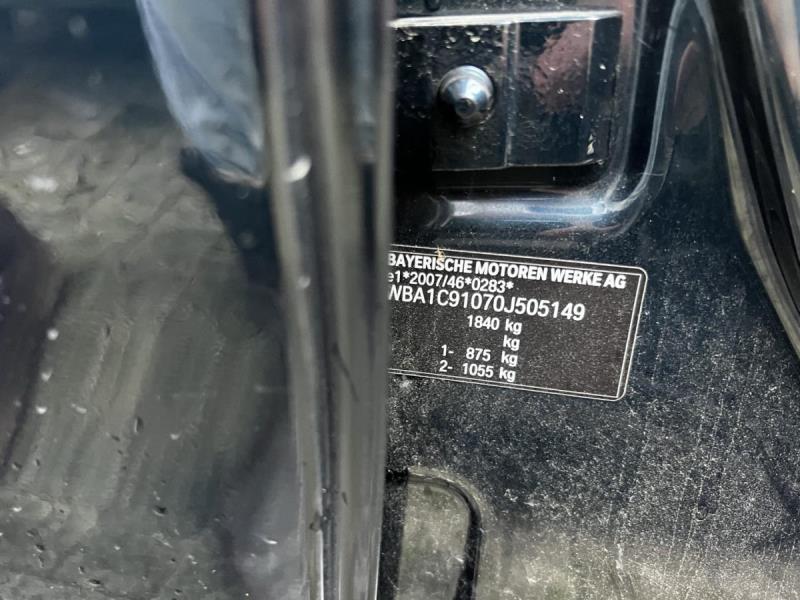 BAYERISCHE MOTOREN WERKE AG
e1*2007/46*0283*
WBA1C91070J505149
1840 kg
kg
1- 875 kg
2- 1055 kg